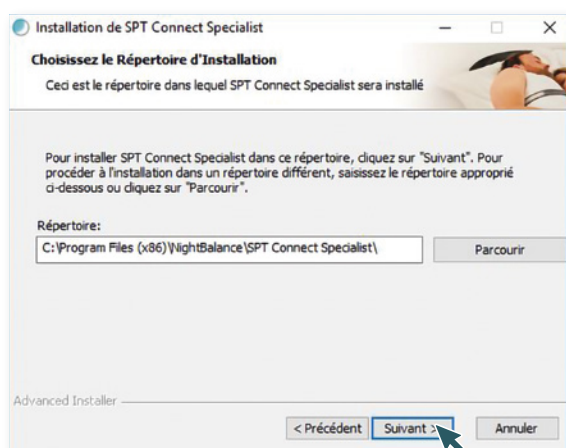 Installation de SPT Connect Specialist
Choisissez le Répertoire d'Installation
Ceci est le répertoire dans lequel SPT Connect Specialist sera installé
Pour installer SPT Connect Specialist dans ce répertoire, cliquez sur "Suivant". Pour
procéder à l'installation dans un répertoire différent, saisissez le répertoire approprié
ci-dessous ou cliquez sur "Parcourir".
Répertoire:
C:\Program Files (x86)\NightBalance\SPT Connect Specialist\
Parcourir
Advanced Installer
< Précédent
Suivant >
Annuler